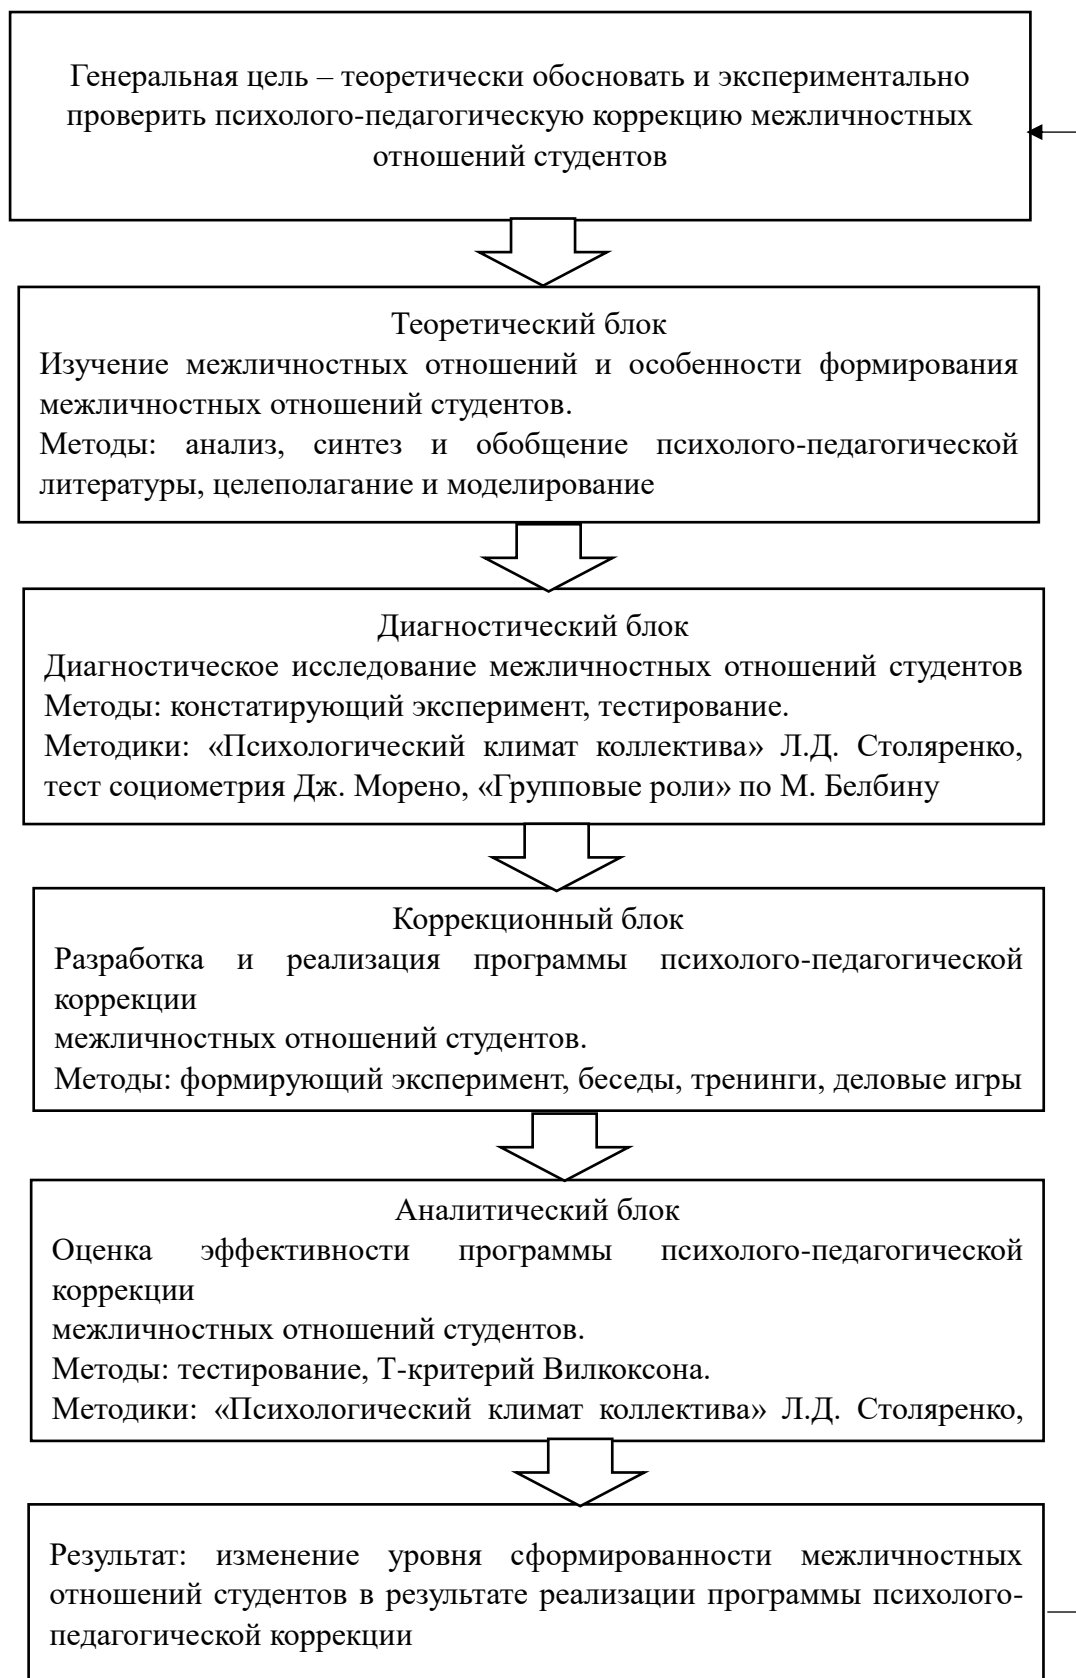 Генеральная цель – теоретически обосновать и экспериментально
проверить психолого-педагогическую коррекцию межличностных
отношений студентов
Теоретический блок
Изучение межличностных отношений и особенности формирования
межличностных отношений студентов.
Методы: анализ, синтез и обобщение психолого-педагогической
литературы, целеполагание и моделирование
Диагностический блок
Диагностическое исследование межличностных отношений студентов
Методы: констатирующий эксперимент, тестирование.
Методики: «Психологический климат коллектива» Л.Д. Столяренко,
тест социометрия Дж. Морено, «Групповые роли» по М. Белбину
Коррекционный блок
Разработка и реализация программы психолого-педагогической
коррекции
межличностных отношений студентов.
Методы: формирующий эксперимент, беседы, тренинги, деловые игры
Аналитический блок
Оценка эффективности программы психолого-педагогической
коррекции
межличностных отношений студентов.
Методы: тестирование, Т-критерий Вилкоксона.
Методики: «Психологический климат коллектива» Л.Д. Столяренко,
Результат: изменение уровня сформированности межличностных
отношений студентов в результате реализации программы психолого-
педагогической коррекции